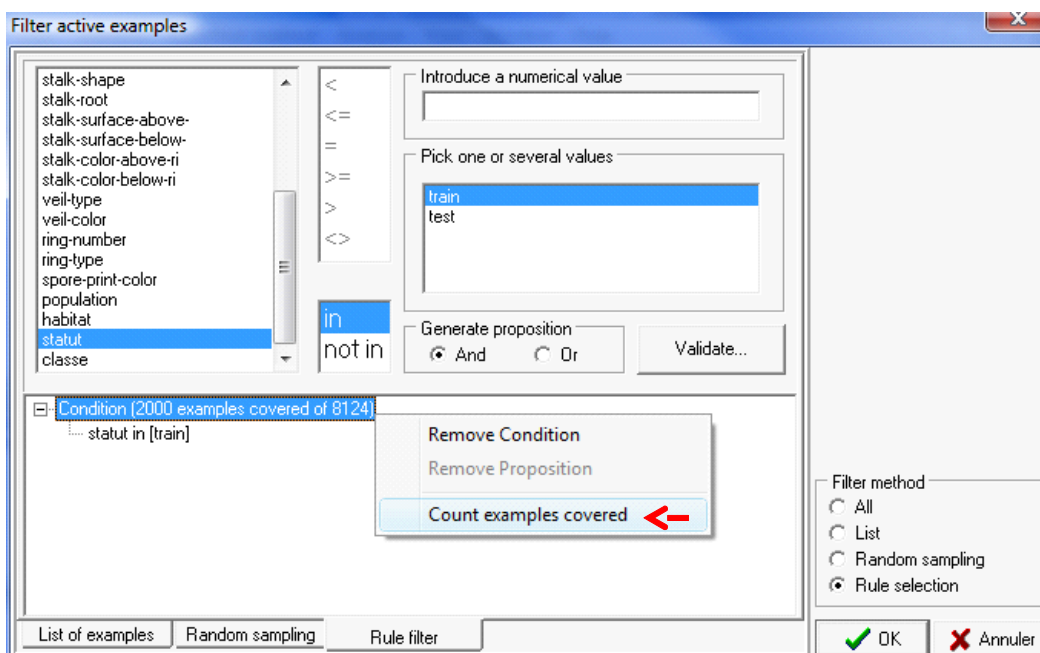 Filter active examples
stalk-shape
stalk-root
stalk-surface-above-
stalk-surface-below-
stalk-color-above-ri
stalk-color-below-ri
veil-type
veil-color
ring-number
ring-type
spore-print-color
population
habitat
statut
classe
<
<=
=
>=
>
<>
in
not in
Introduce a numerical value
Pick one or several values
train
test
Generate proposition
And
Or
Validate...
Condition (2000 examples covered of 8124)
statut in [train]
Remove Condition
Remove Proposition
Count examples covered
Filter method
All
List
Random sampling
Rule selection
List of examples
Random sampling
Rule filter
OK
Annuler